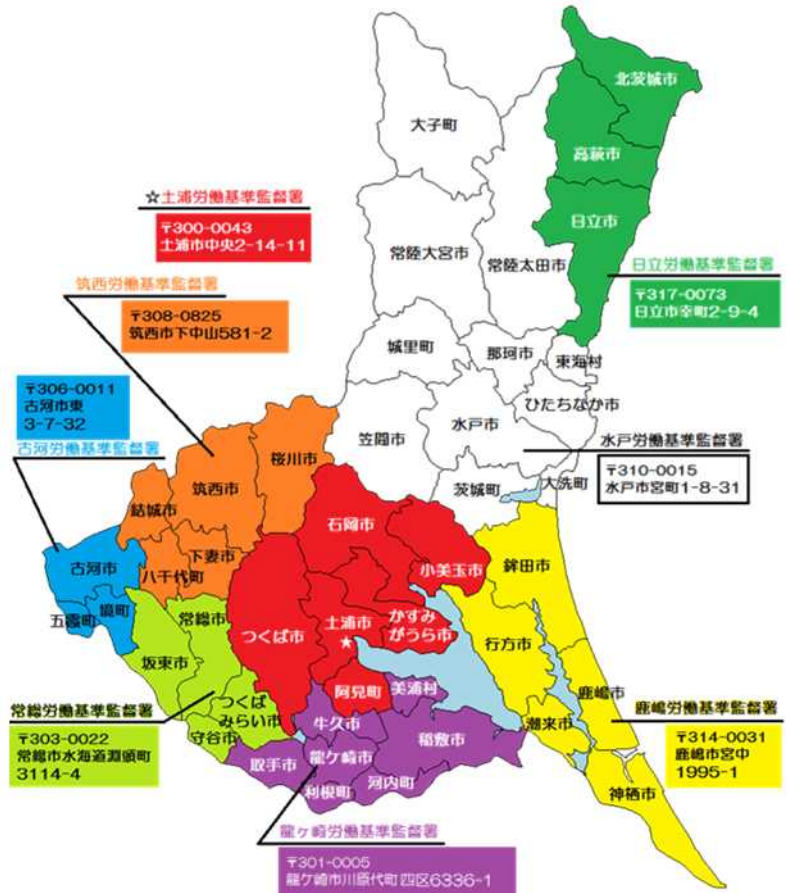 北茨城市
大子町
高萩市
☆土浦労働基準監督署
〒300-0043
土浦市中央2-14-11
日立市
常陸大宮市
常陸太田市
日立労働基準監督署
〒317-0073
日立市幸町2-9-4
筑西労働基準監督署
〒308-0825
筑西市下中山581-2
城里町
那珂市
東海村
〒306-0011
古河市東
3-7-32
古河労働基準監督署
ひたちなか市
笠間市
水戸市
水戸労働基準監督署
〒310-0015
水戸市宮町1-8-31
桜川市
筑西市
茨城町
大洗町
結城市
石岡市
下妻市
八千代町
小美玉市
鉾田市
古河市
五霞町
境町
常総市
つくば市
土浦市
★
かすみ
がうら市
行方市
坂東市
阿見町
美浦村
鹿嶋市
つくば
みらい市
守谷市
牛久市
稲敷市
潮来市
常総労働基準監督署
〒303-0022
常総市水海道淵頭町
3114-4
鹿嶋労働基準監督署
〒314-0031
鹿嶋市宮中
1995-1
取手市
龍ケ崎市
利根町
河内町
神栖市
龍ヶ崎労働基準監督署
〒301-0005
龍ケ崎市川原代町四区6336-1